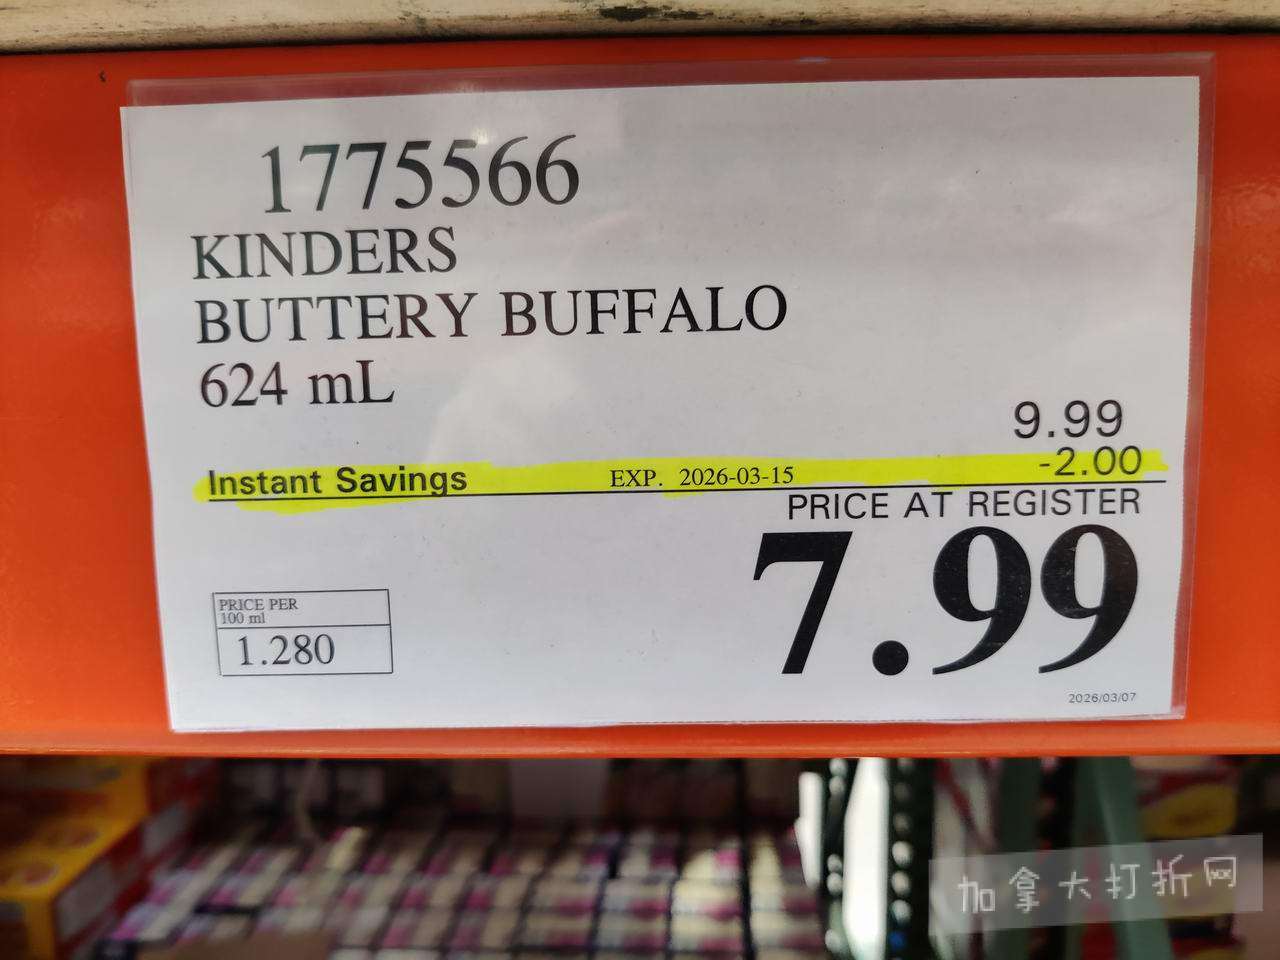 1775566
KINDERS
BUTTERY BUFFALO
624 mL
9.99
Instant Savings EXP. 2026-03-15 -2.00
PRICE AT REGISTER
7.99
PRICE PER
100 ml
1.280
2026/03/07
加拿大打折网